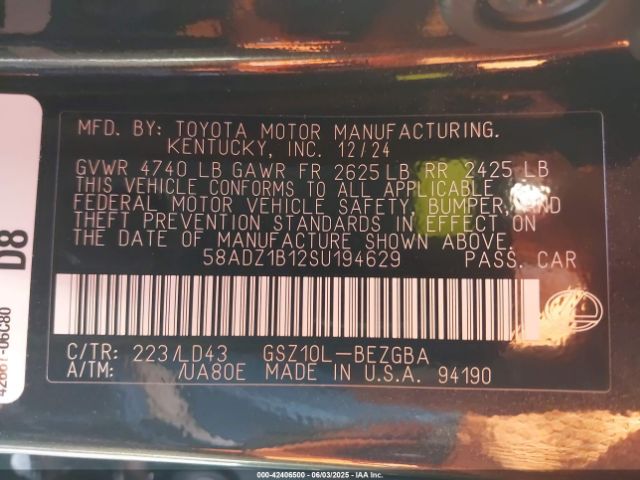 MFD. BY: TOYOTA MOTOR MANUFACTURING.
KENTUCKY, INC. 12/24
GVWR 4740 LB GAWR FR 2625 LB RR 2425 LB
THIS VEHICLE CONFORMS TO ALL APPLICABLE
FEDERAL MOTOR VEHICLE SAFETY, BUMPER, AND
THEFT PREVENTION STANDARDS IN EFFECT ON
THE DATE OF MANUFACTURE SHOWN ABOVE.
58ADZ1B12SU194629 PASS. CAR
C/TR: 223/LD43 GSZ10L-BEZGBA
A/TM: /UA80E MADE IN U.S.A. 94190
D8
000-42406500 - 06/03/2025 - IAA Inc.